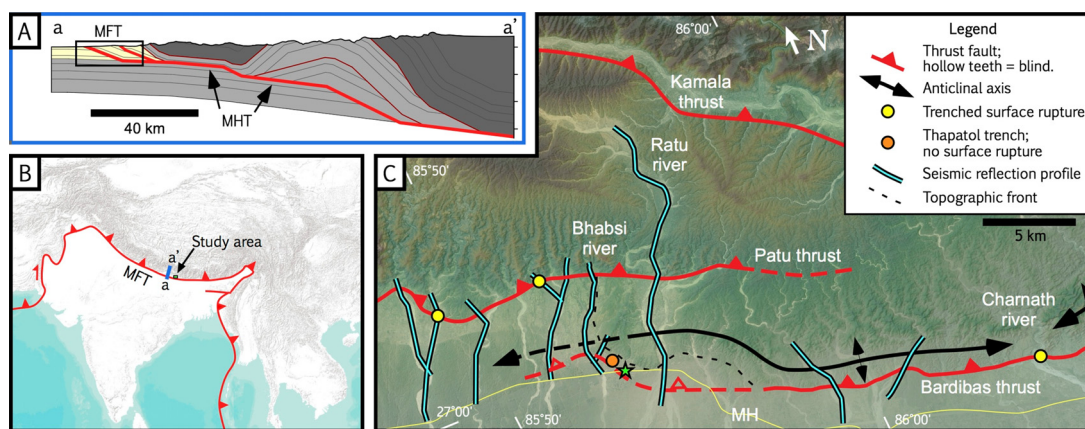 A
a
MFT
a'
MHT
40 km
B
Study area
a'
MFT
a
C
86°00'
N
Kamala
thrust
Ratu
river
85°50'
Bhabsi
river
Patu thrust
Charnath
river
Bardibas thrust
MH
27°00'
85°50'
86°00'
5 km
Legend
Thrust fault;
hollow teeth = blind.
Anticlinal axis
Trenched surface rupture
Thapatol trench;
no surface rupture
Seismic reflection profile
Topographic front